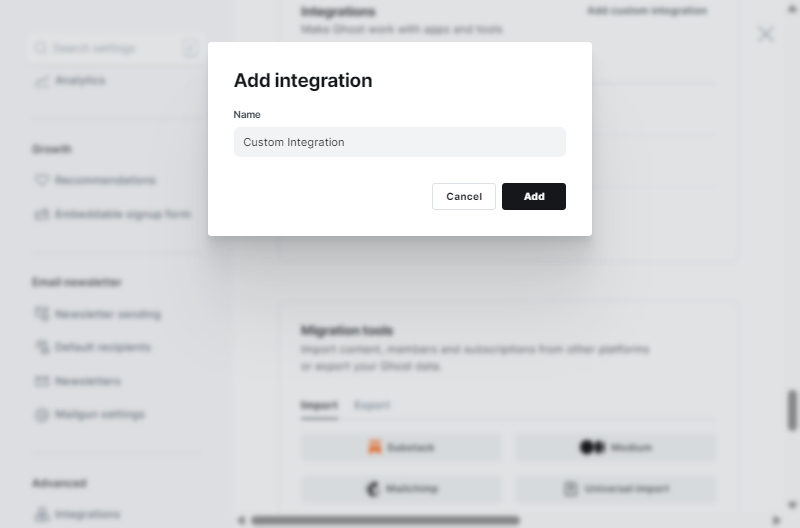 Integrations
Add custom integration
Make Ghost work with apps and tools
Search settings
/
Analytics
Add integration
Name
Custom Integration
Cancel
Add
Growth
Recommendations
Embeddable signup form
Email newsletter
Newsletter sending
Default recipients
Newsletters
Mailgun settings
Advanced
Integrations
Migration tools
Import content, members and subscriptions from other platforms
or export your Ghost data.
Import
Export
Substack
Medium
Mailchimp
Universal import